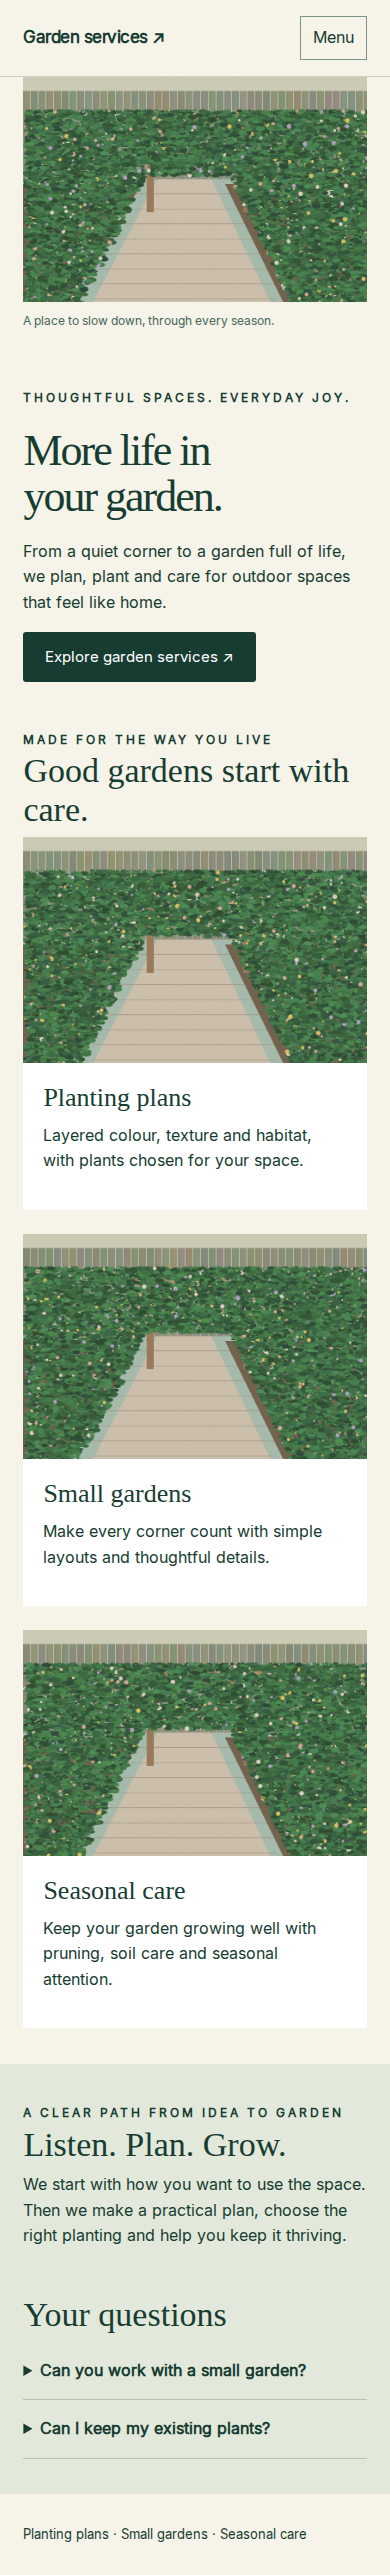 Garden services ↗
Menu
A place to slow down, through every season.
THOUGHTFUL SPACES. EVERYDAY JOY.
More life in
your garden.
From a quiet corner to a garden full of life,
we plan, plant and care for outdoor spaces
that feel like home.
Explore garden services ↗
MADE FOR THE WAY YOU LIVE
Good gardens start with
care.
Planting plans
Layered colour, texture and habitat,
with plants chosen for your space.
Small gardens
Make every corner count with simple
layouts and thoughtful details.
Seasonal care
Keep your garden growing well with
pruning, soil care and seasonal
attention.
A CLEAR PATH FROM IDEA TO GARDEN
Listen. Plan. Grow.
We start with how you want to use the space.
Then we make a practical plan, choose the
right planting and help you keep it thriving.
Your questions
Can you work with a small garden?
Can I keep my existing plants?
Planting plans · Small gardens · Seasonal care